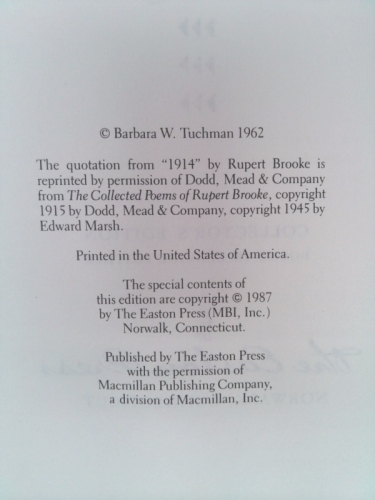 © Barbara W. Tuchman 1962
The quotation from “1914” by Rupert Brooke is
reprinted by permission of Dodd, Mead & Company
from The Collected Poems of Rupert Brooke, copyright
1915 by Dodd, Mead & Company, copyright 1945 by
Edward Marsh.
Printed in the United States of America.
The special contents of
this edition are copyright © 1987
by The Easton Press (MBI, Inc.)
Norwalk, Connecticut.
Published by The Easton Press
with the permission of
Macmillan Publishing Company,
a division of Macmillan, Inc.